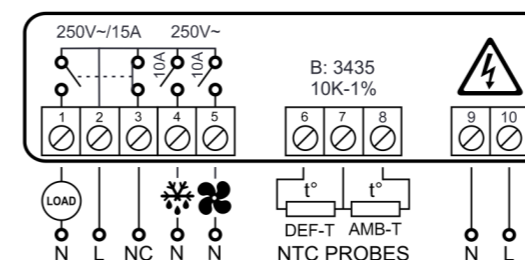 250V~/15A 250V~
10A 10A
B: 3435
10K-1%
1 2 3 4 5 6 7 8 9 10
LOAD
t° t°
DEF-T AMB-T
N L NC N N NTC PROBES N L